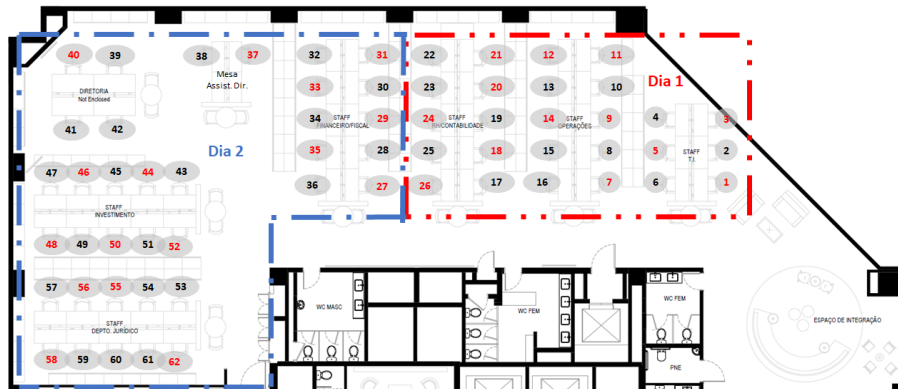 40 39 38 37 32 31 22 21 12 11
Mesa
Assist. Dir.
Dia 1
33 30 23 20 13 10
DIRETORIA
Not Enclosed
41 42
34 29 24 19 14 9 4 3
STAFF
FINANCEIRO/FISCAL
STAFF
RH/CONTABILIDADE
STAFF
OPERAÇÕES
STAFF
T.I.
Dia 2
35 28 25 18 15 8 5 2
47 46 45 44 43
36 27 26 17 16 7 6 1
STAFF
INVESTIMENTO
48 49 50 51 52
57 56 55 54 53
STAFF
DEPTO. JURÍDICO
58 59 60 61 62
WC MASC
WC FEM
WC FEM
PNE
ESPAÇO DE INTEGRAÇÃO